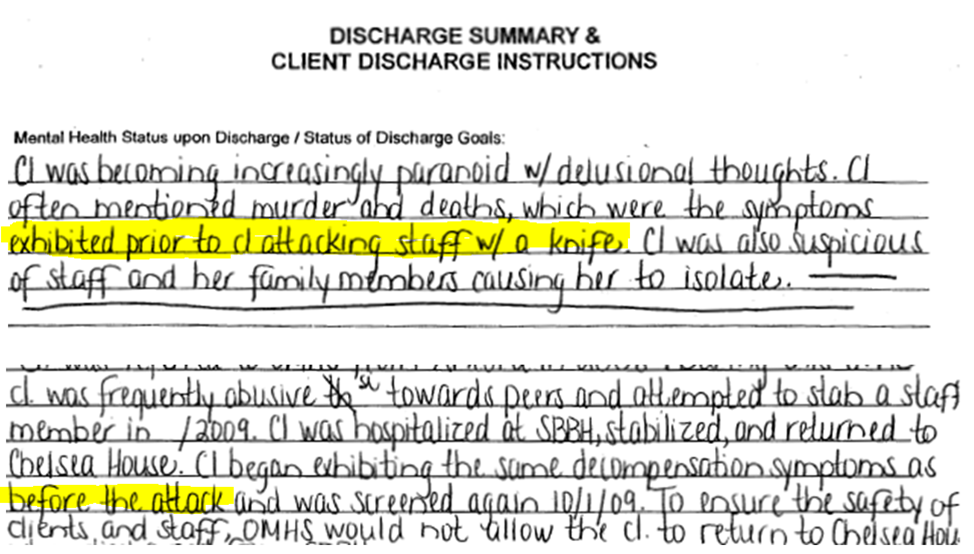 DISCHARGE SUMMARY &
CLIENT DISCHARGE INSTRUCTIONS
Mental Health Status upon Discharge / Status of Discharge Goals:
Cl was becoming increasingly paranoid w/ delusional thoughts. Cl
often mentioned murder and deaths, which were the symptoms
exhibited prior to cl attacking staff w/ a knife. Cl was also suspicious
of staff and her family members causing her to isolate.
cl. was frequently abusive towards peers and attempted to stab a staff
member in /2009. Cl was hospitalized at SBBH, stabilized, and returned to
Chelsea House. Cl began exhibiting the same decompensation symptoms as
before the attack and was screened again 10/1/09. To ensure the safety of
clients, and staff, OMHS would not allow the cl. to return to Chelsea Hou